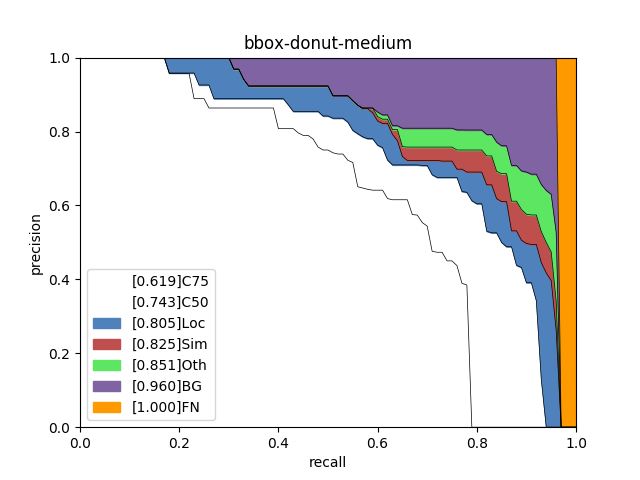 bbox-donut-medium
1.0
0.8
0.6
0.4
0.2
0.0
precision
[0.619]C75
[0.743]C50
[0.805]Loc
[0.825]Sim
[0.851]Oth
[0.960]BG
[1.000]FN
0.0 0.2 0.4 0.6 0.8 1.0
recall